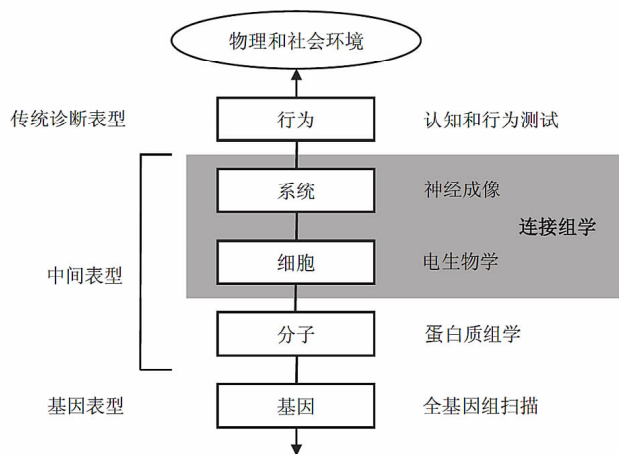 物理和社会环境
传统诊断表型
行为
认知和行为测试
系统
神经成像
连接组学
中间表型
细胞
电生物学
分子
蛋白质组学
基因表型
基因
全基因组扫描